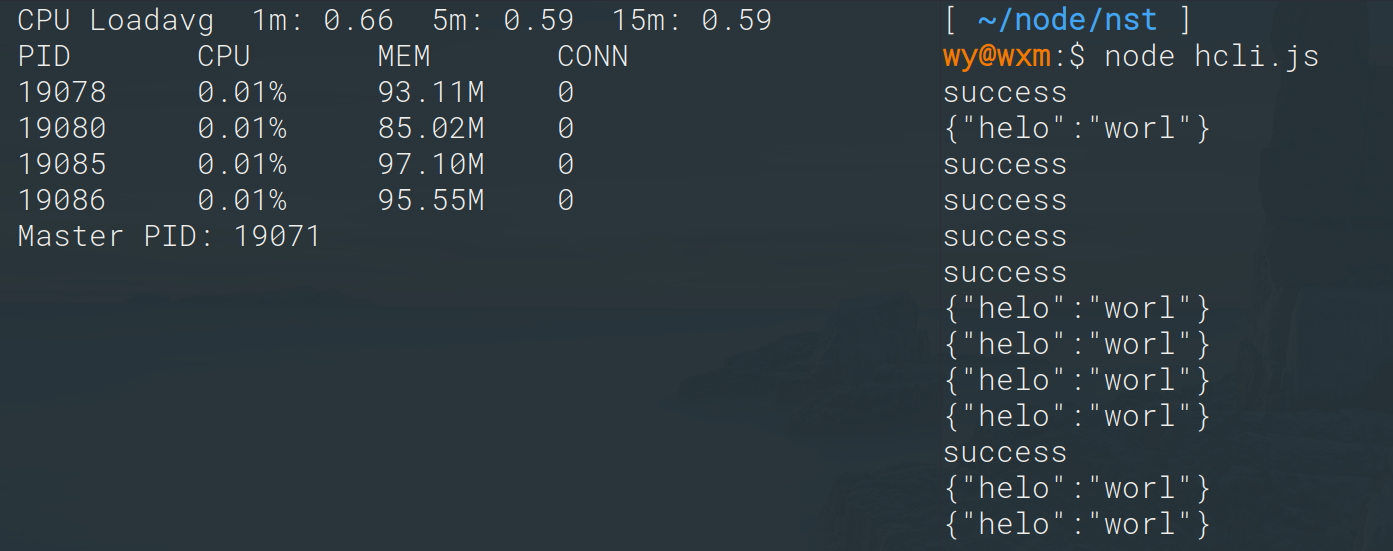 CPU Loadavg  1m: 0.66  5m: 0.59  15m: 0.59
PID CPU MEM CONN
19078 0.01% 93.11M 0
19080 0.01% 85.02M 0
19085 0.01% 97.10M 0
19086 0.01% 95.55M 0
Master PID: 19071
[ ~/node/nst ]
wy@wxm:$ node hcli.js
success
{"helo":"worl"}
success
success
success
success
{"helo":"worl"}
{"helo":"worl"}
{"helo":"worl"}
{"helo":"worl"}
success
{"helo":"worl"}
{"helo":"worl"}